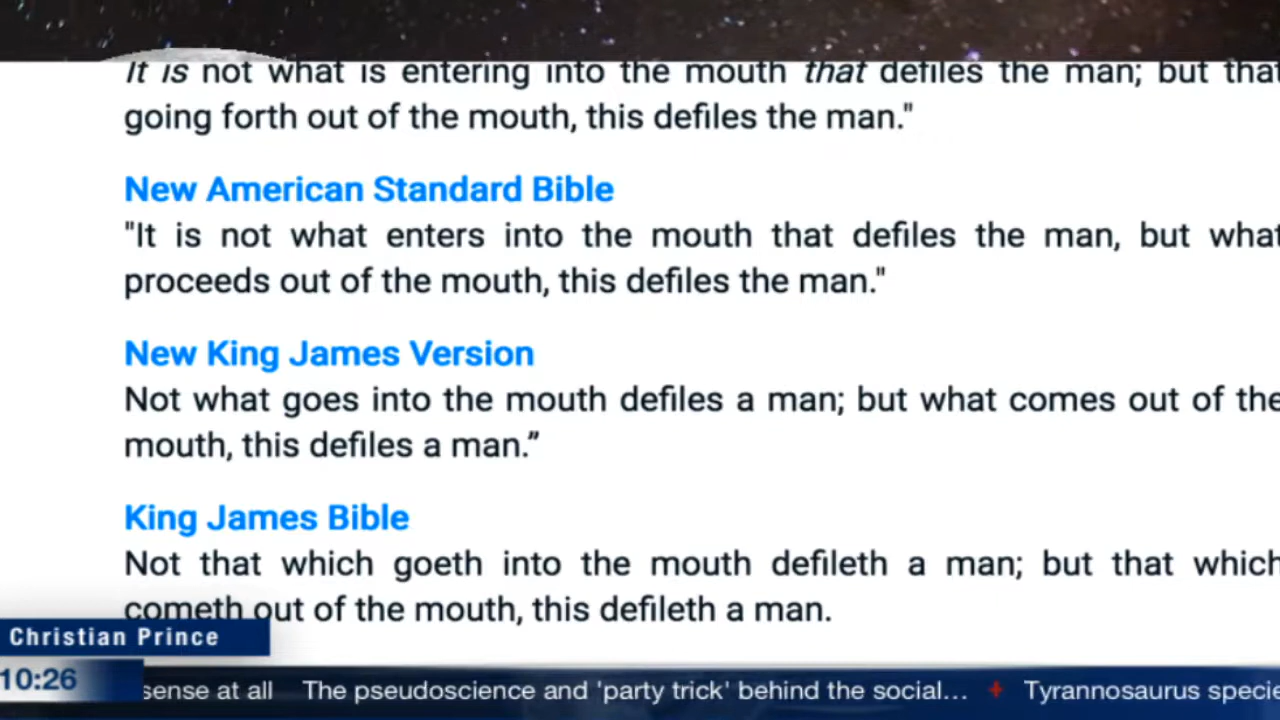 It is not what is entering into the mouth that defiles the man; but that
going forth out of the mouth, this defiles the man."
New American Standard Bible
"It is not what enters into the mouth that defiles the man, but what
proceeds out of the mouth, this defiles the man."
New King James Version
Not what goes into the mouth defiles a man; but what comes out of the
mouth, this defiles a man.”
King James Bible
Not that which goeth into the mouth defileth a man; but that which
cometh out of the mouth, this defileth a man.
Christian Prince
10:26
sense at all The pseudoscience and 'party trick' behind the social... + Tyrannosaurus specie